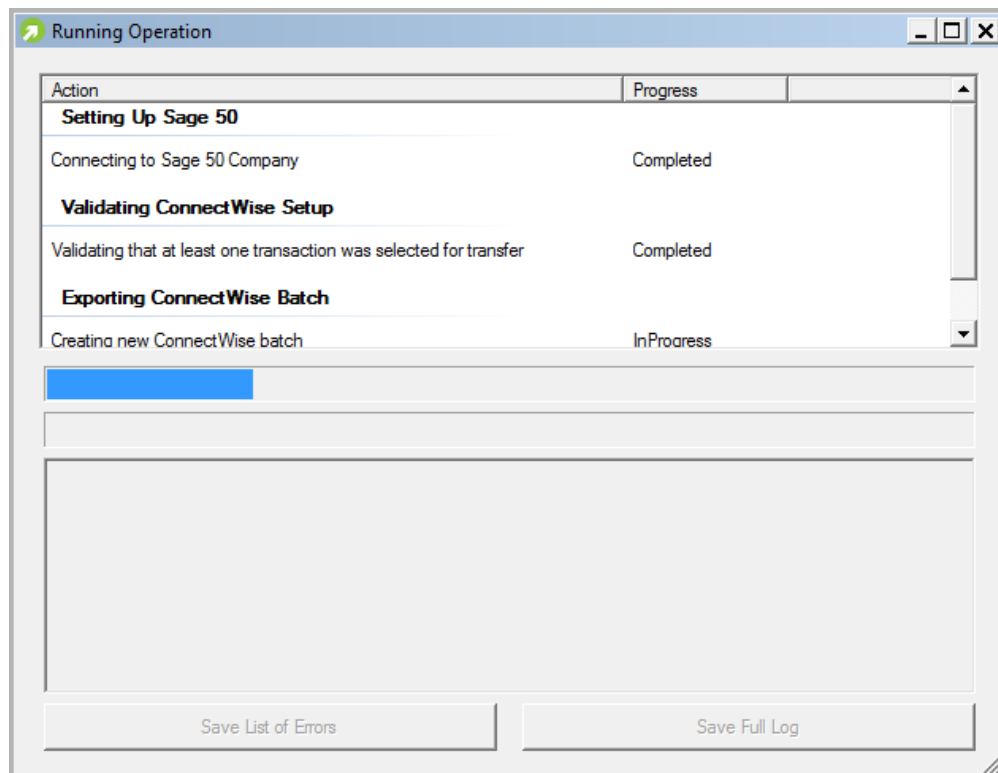 Running Operation
Action Progress
Setting Up Sage 50
Connecting to Sage 50 Company Completed
Validating ConnectWise Setup
Validating that at least one transaction was selected for transfer Completed
Exporting ConnectWise Batch
Creating new ConnectWise batch InProgress
Save List of Errors Save Full Log